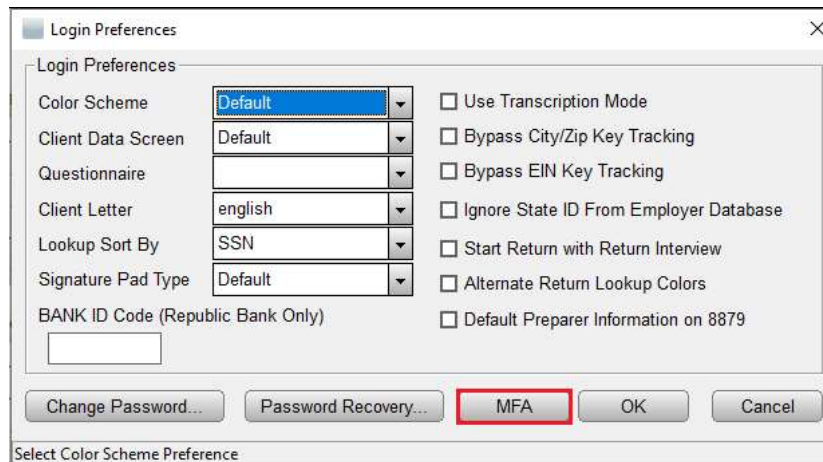 Login Preferences
Login Preferences
Color Scheme Default
Client Data Screen Default
Questionnaire
Client Letter english
Lookup Sort By SSN
Signature Pad Type Default
BANK ID Code (Republic Bank Only)
Use Transcription Mode
Bypass City/Zip Key Tracking
Bypass EIN Key Tracking
Ignore State ID From Employer Database
Start Return with Return Interview
Alternate Return Lookup Colors
Default Preparer Information on 8879
Change Password... Password Recovery... MFA OK Cancel
Select Color Scheme Preference